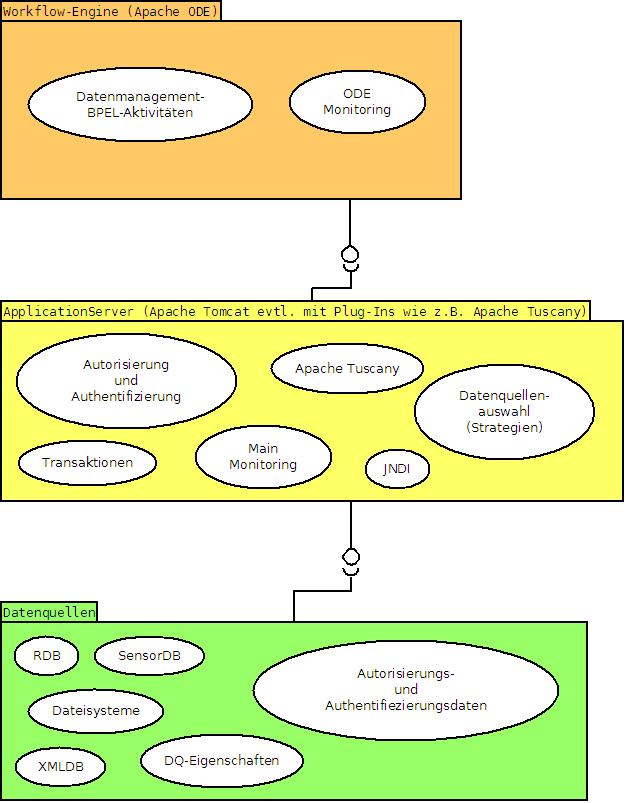 Workflow-Engine (Apache ODE)
Datenmanagement-
BPEL-Aktivitäten
ODE
Monitoring
ApplicationServer (Apache Tomcat evtl. mit Plug-Ins wie z.B. Apache Tuscany)
Autorisierung
und
Authentifizierung
Apache Tuscany
Datenquellen-
auswahl
(Strategien)
Transaktionen
Main
Monitoring
JNDI
Datenquellen
RDB
SensorDB
Autorisierungs-
und
Authentifiezierungsdaten
Dateisysteme
XMLDB
DQ-Eigenschaften